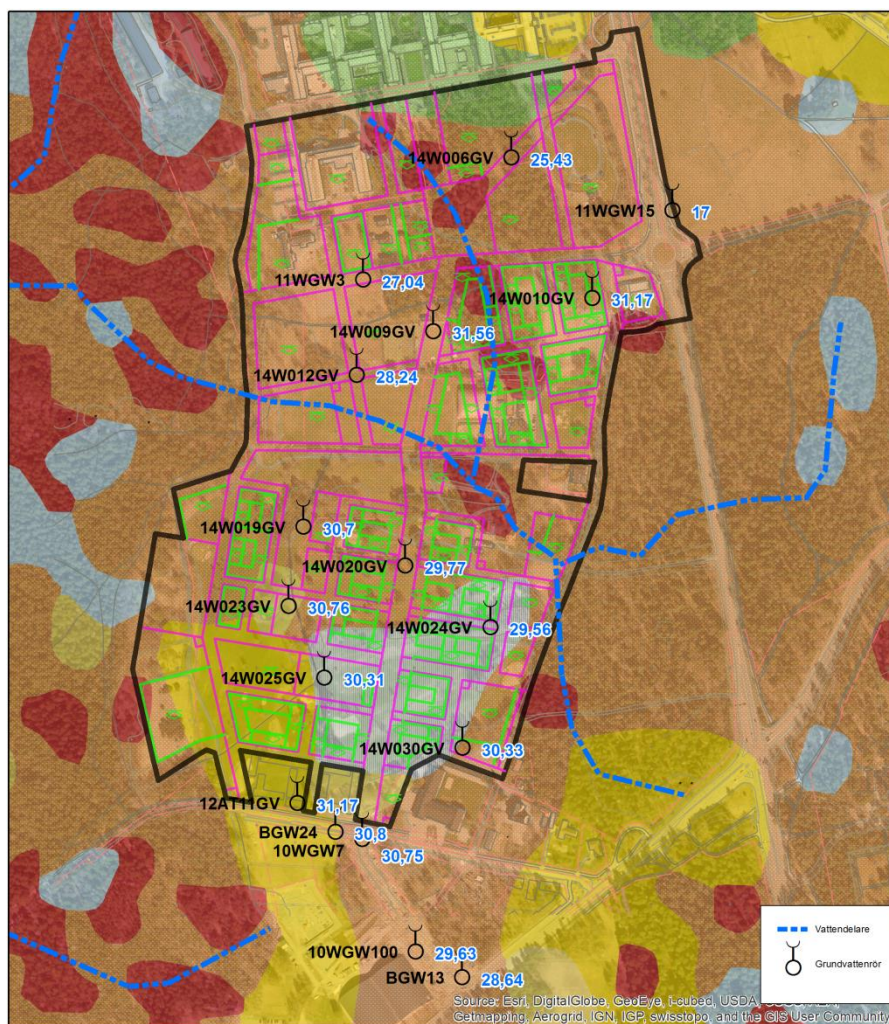 14W006GV
25,43
11WGW15
17
11WGW3
27,04
14W010GV
31,17
14W009GV
31,56
14W012GV
28,24
14W019GV
30,7
14W020GV
29,77
14W023GV
30,76
14W024GV
29,56
14W025GV
30,31
14W030GV
30,33
12AT11GV
31,17
BGW24
30,8
10WGW7
30,75
10WGW100
29,63
BGW13
28,64
Vattendelare
Grundvattenrör
Source: Esri, DigitalGlobe, GeoEye, i-cubed, USDA,
Getmapping, Aerogrid, IGN, IGP, swisstopo, and the GIS User Community